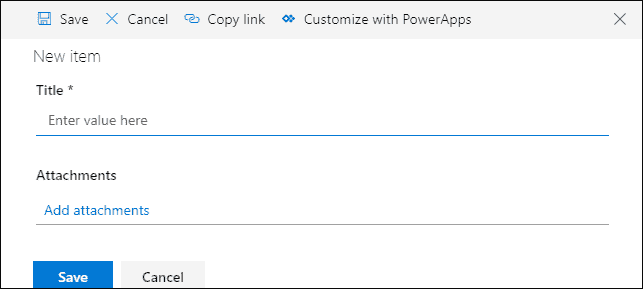 Save Cancel Copy link Customize with PowerApps
New item
Title *
Enter value here
Attachments
Add attachments
Save Cancel